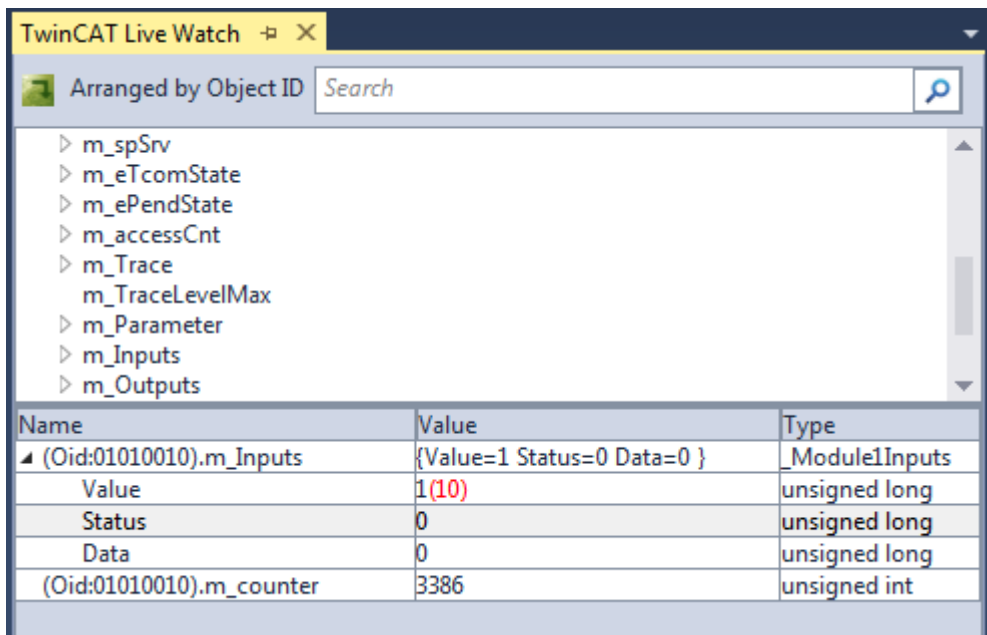 TwinCAT Live Watch
Arranged by Object ID Search
m_spSrv
m_eTcomState
m_ePendState
m_accessCnt
m_Trace
m_TraceLevelMax
m_Parameter
m_Inputs
m_Outputs
Name Value Type
(Oid:01010010).m_Inputs {Value=1 Status=0 Data=0 } _Module1Inputs
Value 1(10) unsigned long
Status 0 unsigned long
Data 0 unsigned long
(Oid:01010010).m_counter 3386 unsigned int